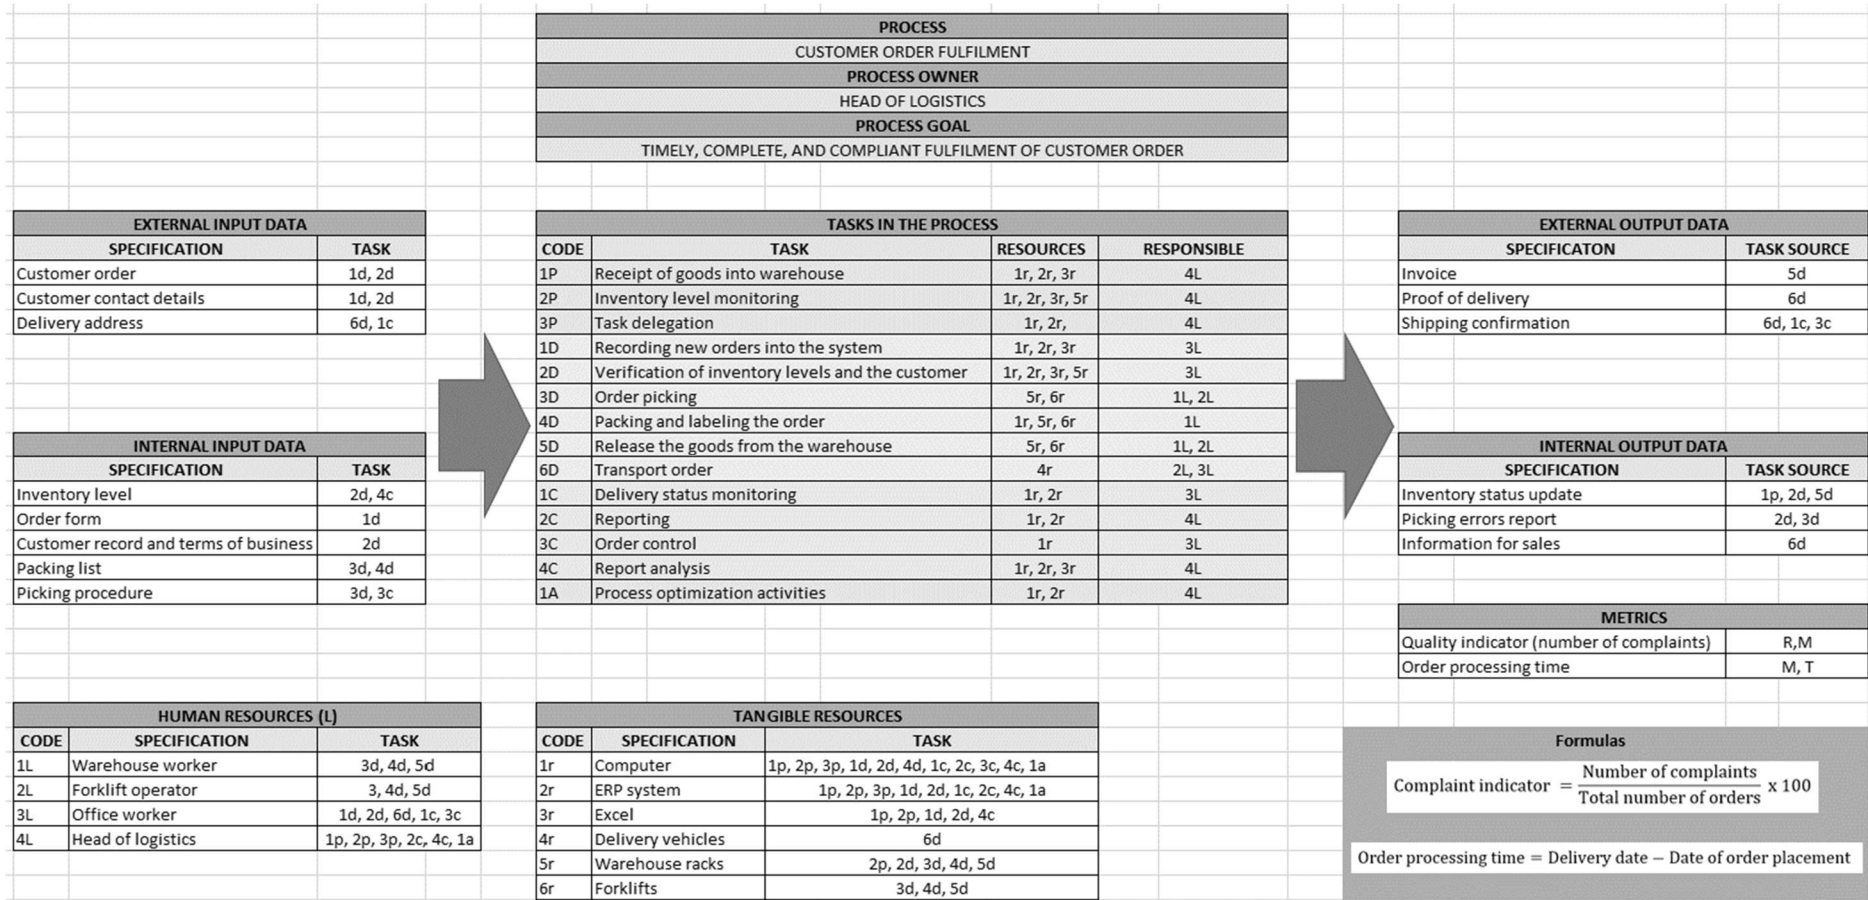 PROCESS
CUSTOMER ORDER FULFILMENT
PROCESS OWNER
HEAD OF LOGISTICS
PROCESS GOAL
TIMELY, COMPLETE, AND COMPLIANT FULFILMENT OF CUSTOMER ORDER
EXTERNAL INPUT DATA
SPECIFICATION TASK
Customer order 1d, 2d
Customer contact details 1d, 2d
Delivery address 6d, 1c
INTERNAL INPUT DATA
SPECIFICATION TASK
Inventory level 2d, 4c
Order form 1d
Customer record and terms of business 2d
Packing list 3d, 4d
Picking procedure 3d, 3c
TASKS IN THE PROCESS
CODE TASK RESOURCES RESPONSIBLE
1P Receipt of goods into warehouse 1r, 2r, 3r 4L
2P Inventory level monitoring 1r, 2r, 3r, 5r 4L
3P Task delegation 1r, 2r, 4L
1D Recording new orders into the system 1r, 2r, 3r 3L
2D Verification of inventory levels and the customer 1r, 2r, 3r, 5r 3L
3D Order picking 5r, 6r 1L, 2L
4D Packing and labeling the order 1r, 5r, 6r 1L
5D Release the goods from the warehouse 5r, 6r 1L, 2L
6D Transport order 4r 2L, 3L
1C Delivery status monitoring 1r, 2r 3L
2C Reporting 1r, 2r 4L
3C Order control 1r 3L
4C Report analysis 1r, 2r, 3r 4L
1A Process optimization activities 1r, 2r 4L
EXTERNAL OUTPUT DATA
SPECIFICATON TASK SOURCE
Invoice 5d
Proof of delivery 6d
Shipping confirmation 6d, 1c, 3c
INTERNAL OUTPUT DATA
SPECIFICATION TASK SOURCE
Inventory status update 1p, 2d, 5d
Picking errors report 2d, 3d
Information for sales 6d
METRICS
Quality indicator (number of complaints) R,M
Order processing time M, T
HUMAN RESOURCES (L)
CODE SPECIFICATION TASK
1L Warehouse worker 3d, 4d, 5d
2L Forklift operator 3, 4d, 5d
3L Office worker 1d, 2d, 6d, 1c, 3c
4L Head of logistics 1p, 2p, 3p, 2c, 4c, 1a
TANGIBLE RESOURCES
CODE SPECIFICATION TASK
1r Computer 1p, 2p, 3p, 1d, 2d, 4d, 1c, 2c, 3c, 4c, 1a
2r ERP system 1p, 2p, 3p, 1d, 2d, 1c, 2c, 4c, 1a
3r Excel 1p, 2p, 1d, 2d, 4c
4r Delivery vehicles 6d
5r Warehouse racks 2p, 2d, 3d, 4d, 5d
6r Forklifts 3d, 4d, 5d
Formulas
Number of complaints
Complaint indicator = x 100
Total number of orders
Order processing time = Delivery date − Date of order placement